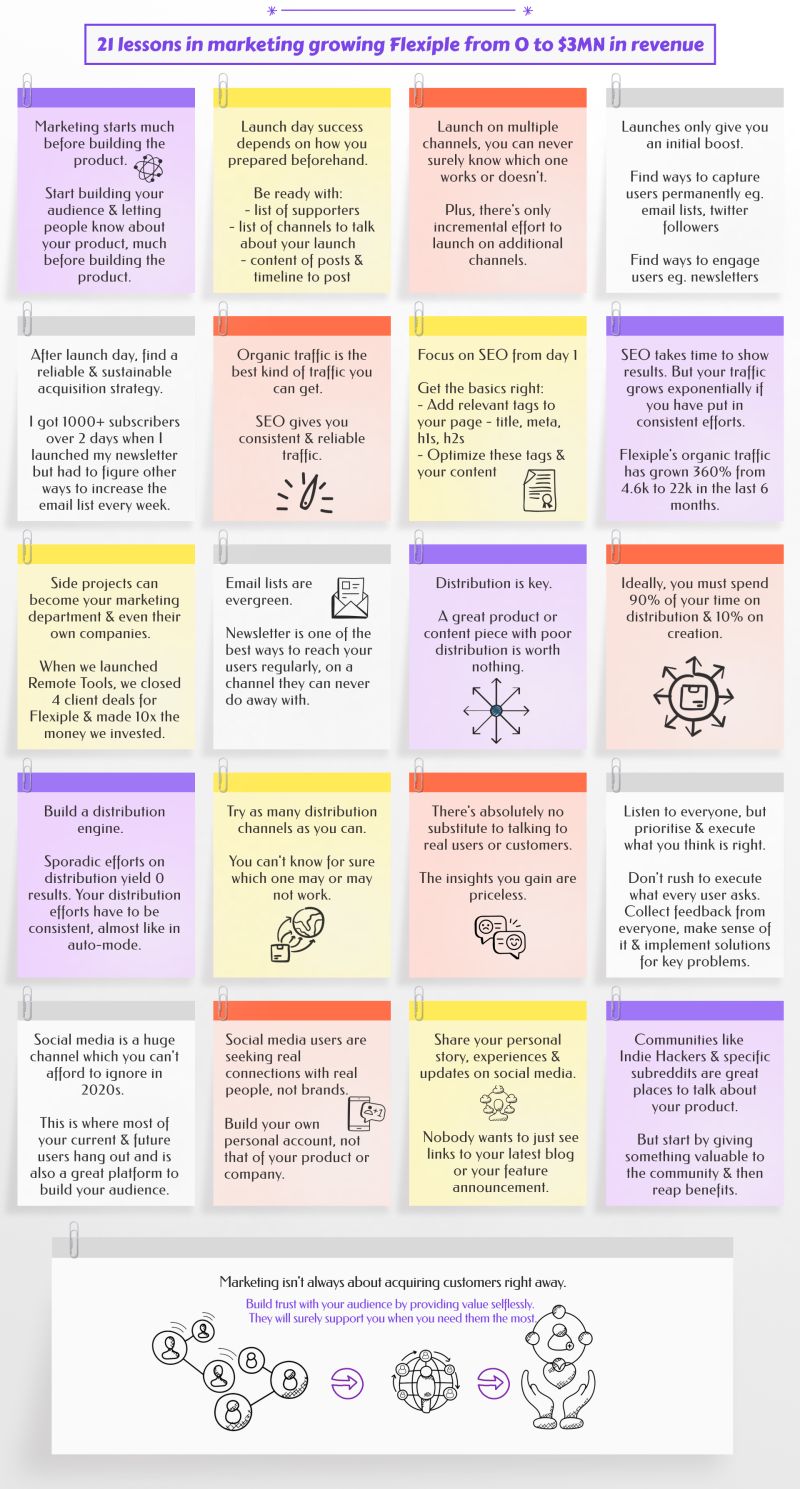 21 lessons in marketing growing Flexiple from 0 to $3MN in revenue
Marketing starts much
before building the
product.
Start building your
audience & letting
people know about
your product, much
before building the
product.
Launch day success
depends on how you
prepared beforehand.
Be ready with:
- list of supporters
- list of channels to talk
about your launch
- content of posts &
timeline to post
Launch on multiple
channels, you can never
surely know which one
works or doesn't.
Plus, there's only
incremental effort to
launch on additional
channels.
Launches only give you
an initial boost.
Find ways to capture
users permanently eg.
email lists, twitter
followers
Find ways to engage
users eg. newsletters
After launch day, find a
reliable & sustainable
acquisition strategy.
I got 1000+ subscribers
over 2 days when I
launched my newsletter
but had to figure other
ways to increase the
email list every week.
Organic traffic is the
best kind of traffic you
can get.
SEO gives you
consistent & reliable
traffic.
Focus on SEO from day 1
Get the basics right:
- Add relevant tags to
your page - title, meta,
h1s, h2s
- Optimize these tags &
your content
SEO takes time to show
results. But your traffic
grows exponentially if
you have put in
consistent efforts.
Flexiple's organic traffic
has grown 360% from
4.6k to 22k in the last 6
months.
Side projects can
become your marketing
department & even their
own companies.
When we launched
Remote Tools, we closed
4 client deals for
Flexiple & made 10x the
money we invested.
Email lists are
evergreen.
Newsletter is one of the
best ways to reach your
users regularly, on a
channel they can never
do away with.
Distribution is key.
A great product or
content piece with poor
distribution is worth
nothing.
Ideally, you must spend
90% of your time on
distribution & 10% on
creation.
Build a distribution
engine.
Sporadic efforts on
distribution yield 0
results. Your distribution
efforts have to be
consistent, almost like in
auto-mode.
Try as many distribution
channels as you can.
You can't know for sure
which one may or may
not work.
There's absolutely no
substitute to talking to
real users or customers.
The insights you gain are
priceless.
Listen to everyone, but
prioritise & execute
what you think is right.
Don't rush to execute
what every user asks.
Collect feedback from
everyone, make sense of
it & implement solutions
for key problems.
Social media is a huge
channel which you can't
afford to ignore in
2020s.
This is where most of
your current & future
users hang out and is
also a great platform to
build your audience.
Social media users are
seeking real
connections with real
people, not brands.
Build your own
personal account, not
that of your product or
company.
Share your personal
story, experiences &
updates on social media.
Nobody wants to just see
links to your latest blog
or your feature
announcement.
Communities like
Indie Hackers & specific
subreddits are great
places to talk about
your product.
But start by giving
something valuable to
the community & then
reap benefits.
Marketing isn't always about acquiring customers right away.
Build trust with your audience by providing value selflessly.
They will surely support you when you need them the most.